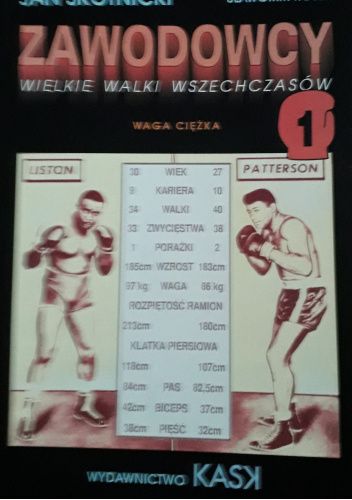 JAN SKOTNICKI
ZAWODOWCY
WIELKIE WALKI WSZECHCZASÓW
WAGA CIĘŻKA
1
LISTON
PATTERSON
30 WIEK 27
9 KARIERA 10
34 WALKI 40
33 ZWYCIĘSTWA 38
1 PORAŻKI 2
185cm WZROST 183cm
97 kg WAGA 86 kg
ROZPIĘTOŚĆ RAMION
213cm 180cm
KLATKA PIERSIOWA
118cm 107cm
84cm PAS 82,5cm
42cm BICEPS 37cm
38cm PIĘŚĆ 32cm
WYDAWNICTWO KASK